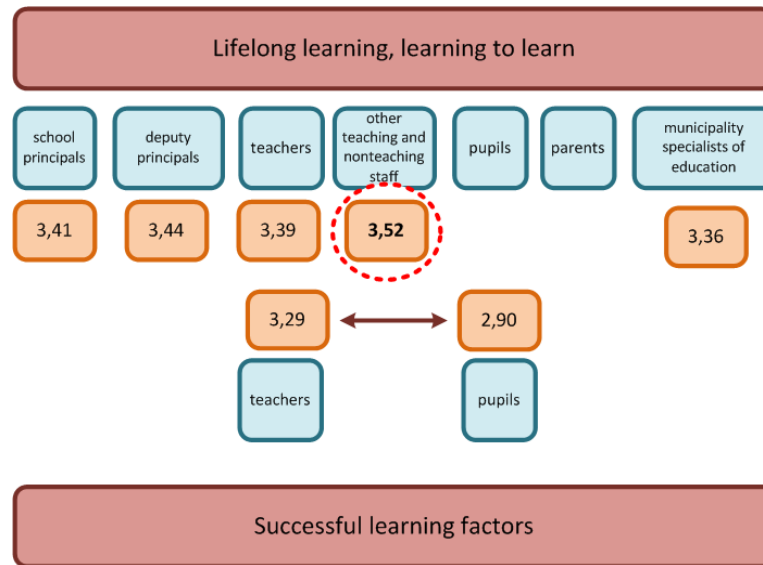 Lifelong learning, learning to learn
school
principals
deputy
principals
teachers
other
teaching and
nonteaching
staff
pupils
parents
municipality
specialists of
education
3,41
3,44
3,39
3,52
3,36
3,29
2,90
teachers
pupils
Successful learning factors